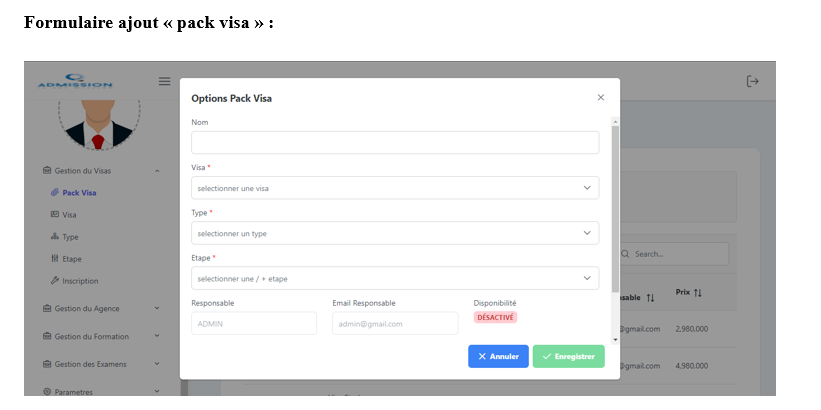 Formulaire ajout « pack visa » :
ADMISSION
Options Pack Visa
Nom
Visa *
selectionner une visa
Type *
selectionner un type
Etape *
selectionner une / + etape
Responsable Email Responsable Disponibilité
ADMIN admin@gmail.com DÉSACTIVÉ
Annuler Enregistrer
Gestion du Visas
Pack Visa
Visa
Type
Etape
Inscription
Gestion du Agence
Gestion du Formation
Gestion des Examens
Parametres
Search...
nsable Prix
@gmail.com 2,980.000
@gmail.com 4,980.000